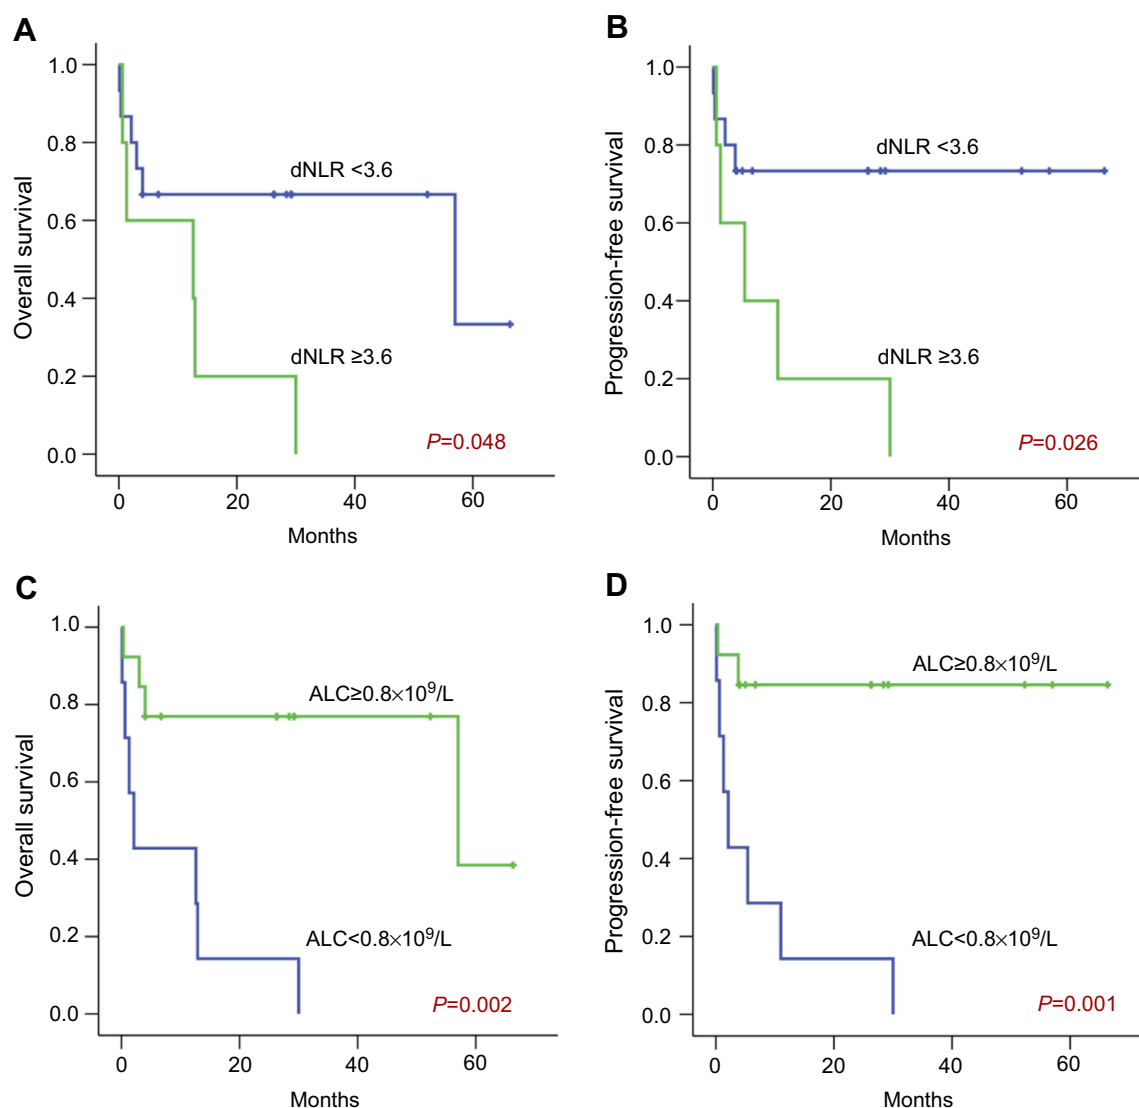 A
1.0
0.8
0.6
0.4
0.2
0.0
Overall survival
dNLR <3.6
dNLR ≥3.6
P=0.048
0 20 40 60
Months
B
1.0
0.8
0.6
0.4
0.2
0.0
Progression-free survival
dNLR <3.6
dNLR ≥3.6
P=0.026
0 20 40 60
Months
C
1.0
0.8
0.6
0.4
0.2
0.0
Overall survival
ALC≥0.8×10⁹/L
ALC<0.8×10⁹/L
P=0.002
0 20 40 60
Months
D
1.0
0.8
0.6
0.4
0.2
0.0
Progression-free survival
ALC≥0.8×10⁹/L
ALC<0.8×10⁹/L
P=0.001
0 20 40 60
Months